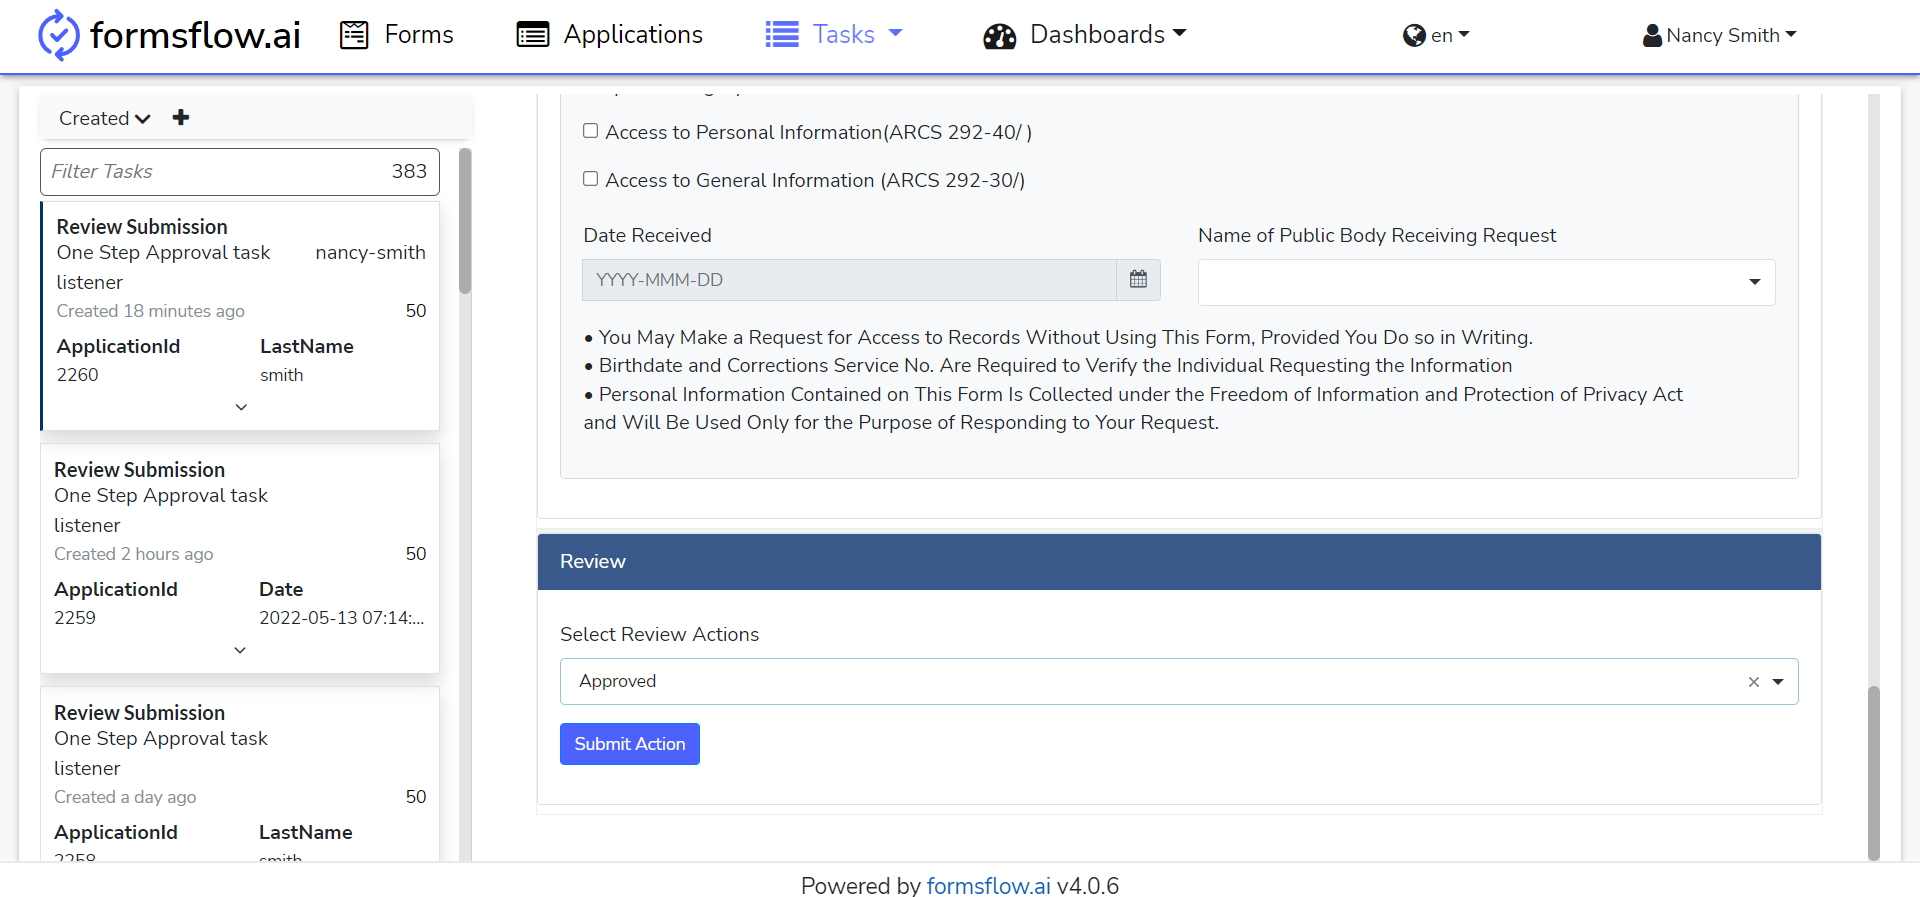 formsflow.ai Forms Applications Tasks Dashboards en Nancy Smith
Created
Filter Tasks 383
Review Submission
One Step Approval task nancy-smith
listener
Created 18 minutes ago 50
ApplicationId LastName
2260 smith
Review Submission
One Step Approval task
listener
Created 2 hours ago 50
ApplicationId Date
2259 2022-05-13 07:14:...
Review Submission
One Step Approval task
listener
Created a day ago 50
ApplicationId LastName
2258 smith
Access to Personal Information(ARCS 292-40/ )
Access to General Information (ARCS 292-30/)
Date Received Name of Public Body Receiving Request
YYYY-MMM-DD
• You May Make a Request for Access to Records Without Using This Form, Provided You Do so in Writing.
• Birthdate and Corrections Service No. Are Required to Verify the Individual Requesting the Information
• Personal Information Contained on This Form Is Collected under the Freedom of Information and Protection of Privacy Act
and Will Be Used Only for the Purpose of Responding to Your Request.
Review
Select Review Actions
Approved
Submit Action
Powered by formsflow.ai v4.0.6